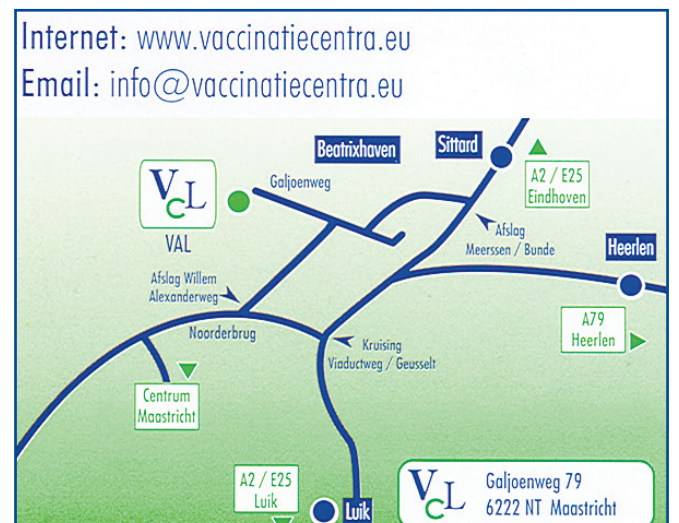 Internet: www.vaccinatiecentra.eu
Email: info@vaccinatiecentra.eu
Beatrixhaven
Sittard
A2 / E25
Eindhoven
VCL
VAL
Galjoenweg
Afslag
Meerssen / Bunde
Heerlen
Afslag Willem
Alexanderweg
Noorderbrug
Kruising
Viaductweg / Geusselt
A79
Heerlen
Centrum
Maastricht
A2 / E25
Luik
Luik
VCL
Galjoenweg 79
6222 NT Maastricht